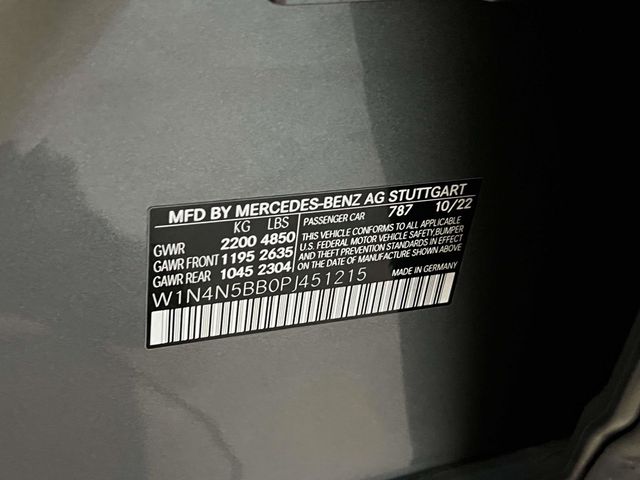 MFD BY MERCEDES-BENZ AG STUTTGART
KG LBS PASSENGER CAR 787 10/22
GVWR 2200 4850 THIS VEHICLE CONFORMS TO ALL APPLICABLE
GAWR FRONT 1195 2635 U.S. FEDERAL MOTOR VEHICLE SAFETY, BUMPER
GAWR REAR 1045 2304 AND THEFT PREVENTION STANDARDS IN EFFECT
ON THE DATE OF MANUFACTURE SHOWN ABOVE.
W1N4N5BB0PJ451215 MADE IN GERMANY